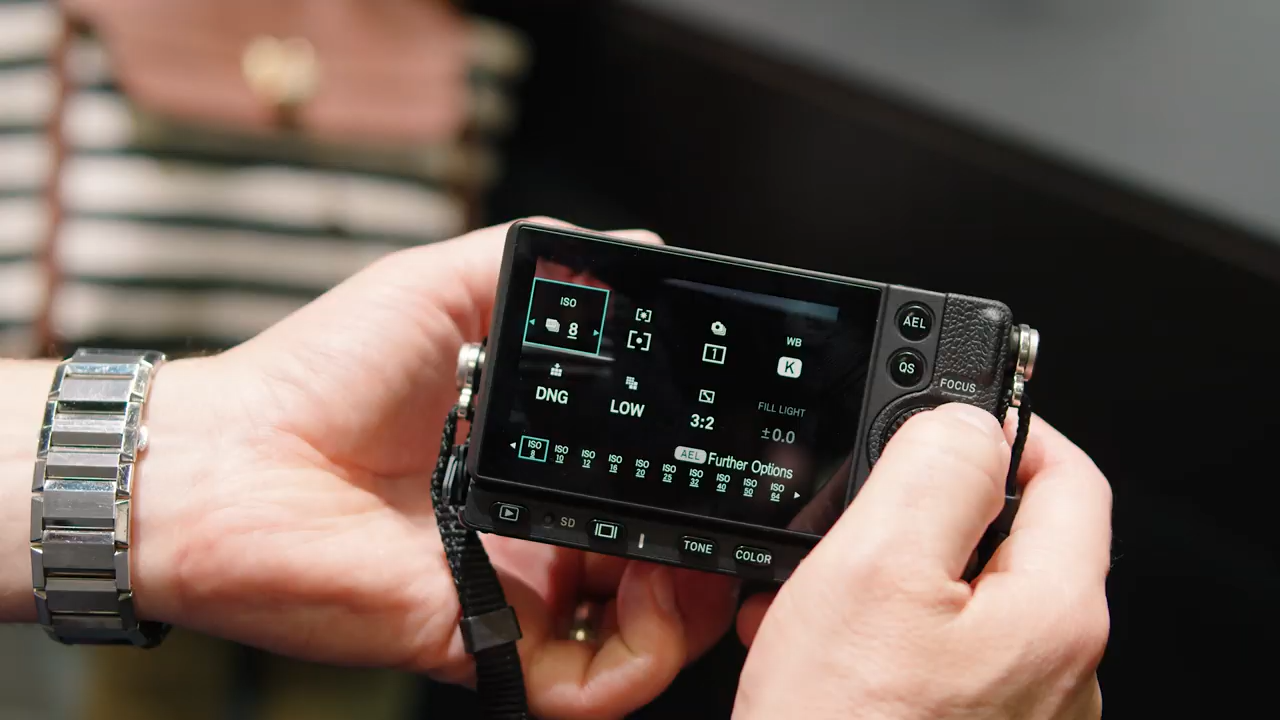 ISO
8
1
WB
K
DNG
LOW
3:2
FILL LIGHT
±0.0
AEL Further Options
ISO 8 ISO 10 ISO 12 ISO 16 ISO 20 ISO 25 ISO 32 ISO 40 ISO 50 ISO 64
AEL
QS
FOCUS
SD
TONE
COLOR